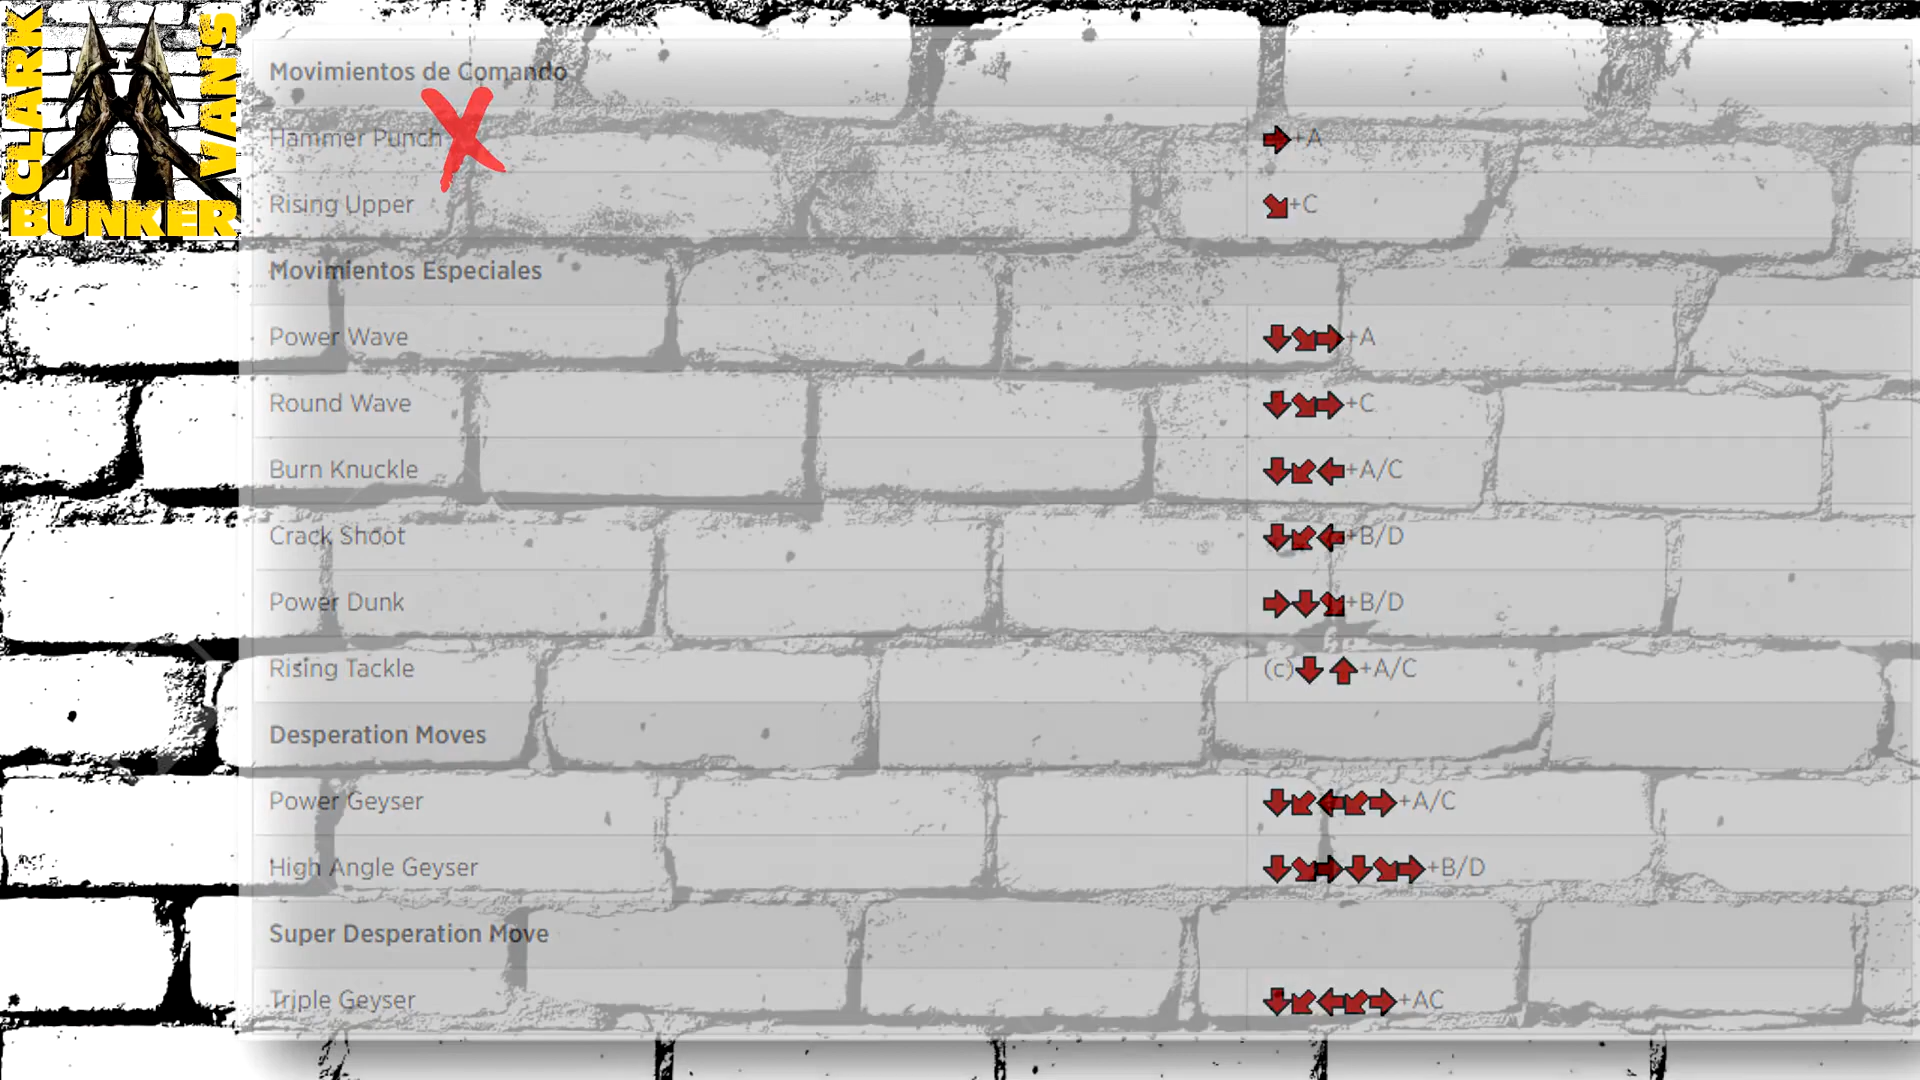 CLARK
VAN'S
BUNKER
Movimientos de Comando
Hammer Punch
➡+A
Rising Upper
↘+C
Movimientos Especiales
Power Wave
⬇↘➡+A
Round Wave
⬇↘➡+C
Burn Knuckle
⬇↙⬅+A/C
Crack Shoot
⬇↙⬅+B/D
Power Dunk
➡⬇↘+B/D
Rising Tackle
(c)⬇⬆+A/C
Desperation Moves
Power Geyser
⬇↙⬅↙➡+A/C
High Angle Geyser
⬇↘➡⬇↘➡+B/D
Super Desperation Move
Triple Geyser
⬇↙⬅↙➡+AC